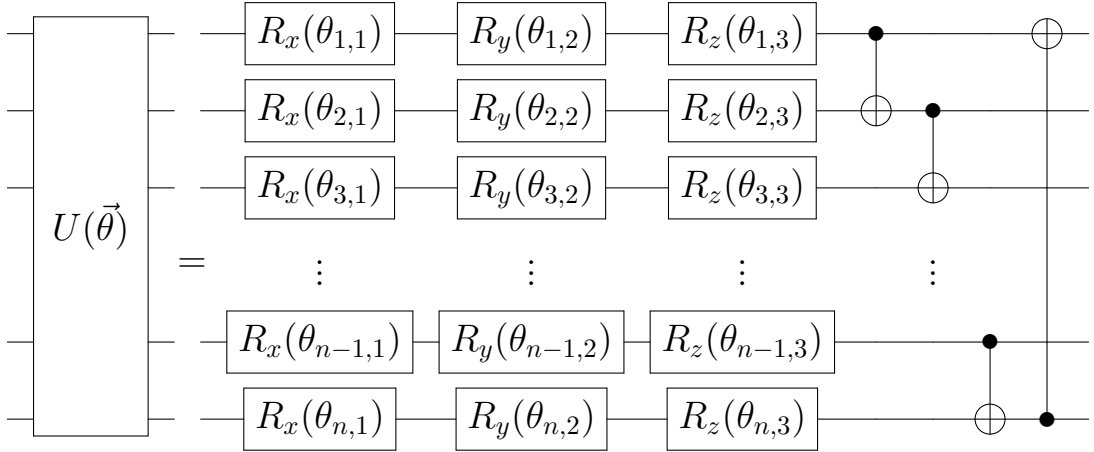 R_x(θ_{1,1}) R_y(θ_{1,2}) R_z(θ_{1,3})
R_x(θ_{2,1}) R_y(θ_{2,2}) R_z(θ_{2,3})
R_x(θ_{3,1}) R_y(θ_{3,2}) R_z(θ_{3,3})
U(\vec{θ}) = ⋮ ⋮ ⋮ ⋮
R_x(θ_{n−1,1}) R_y(θ_{n−1,2}) R_z(θ_{n−1,3})
R_x(θ_{n,1}) R_y(θ_{n,2}) R_z(θ_{n,3})